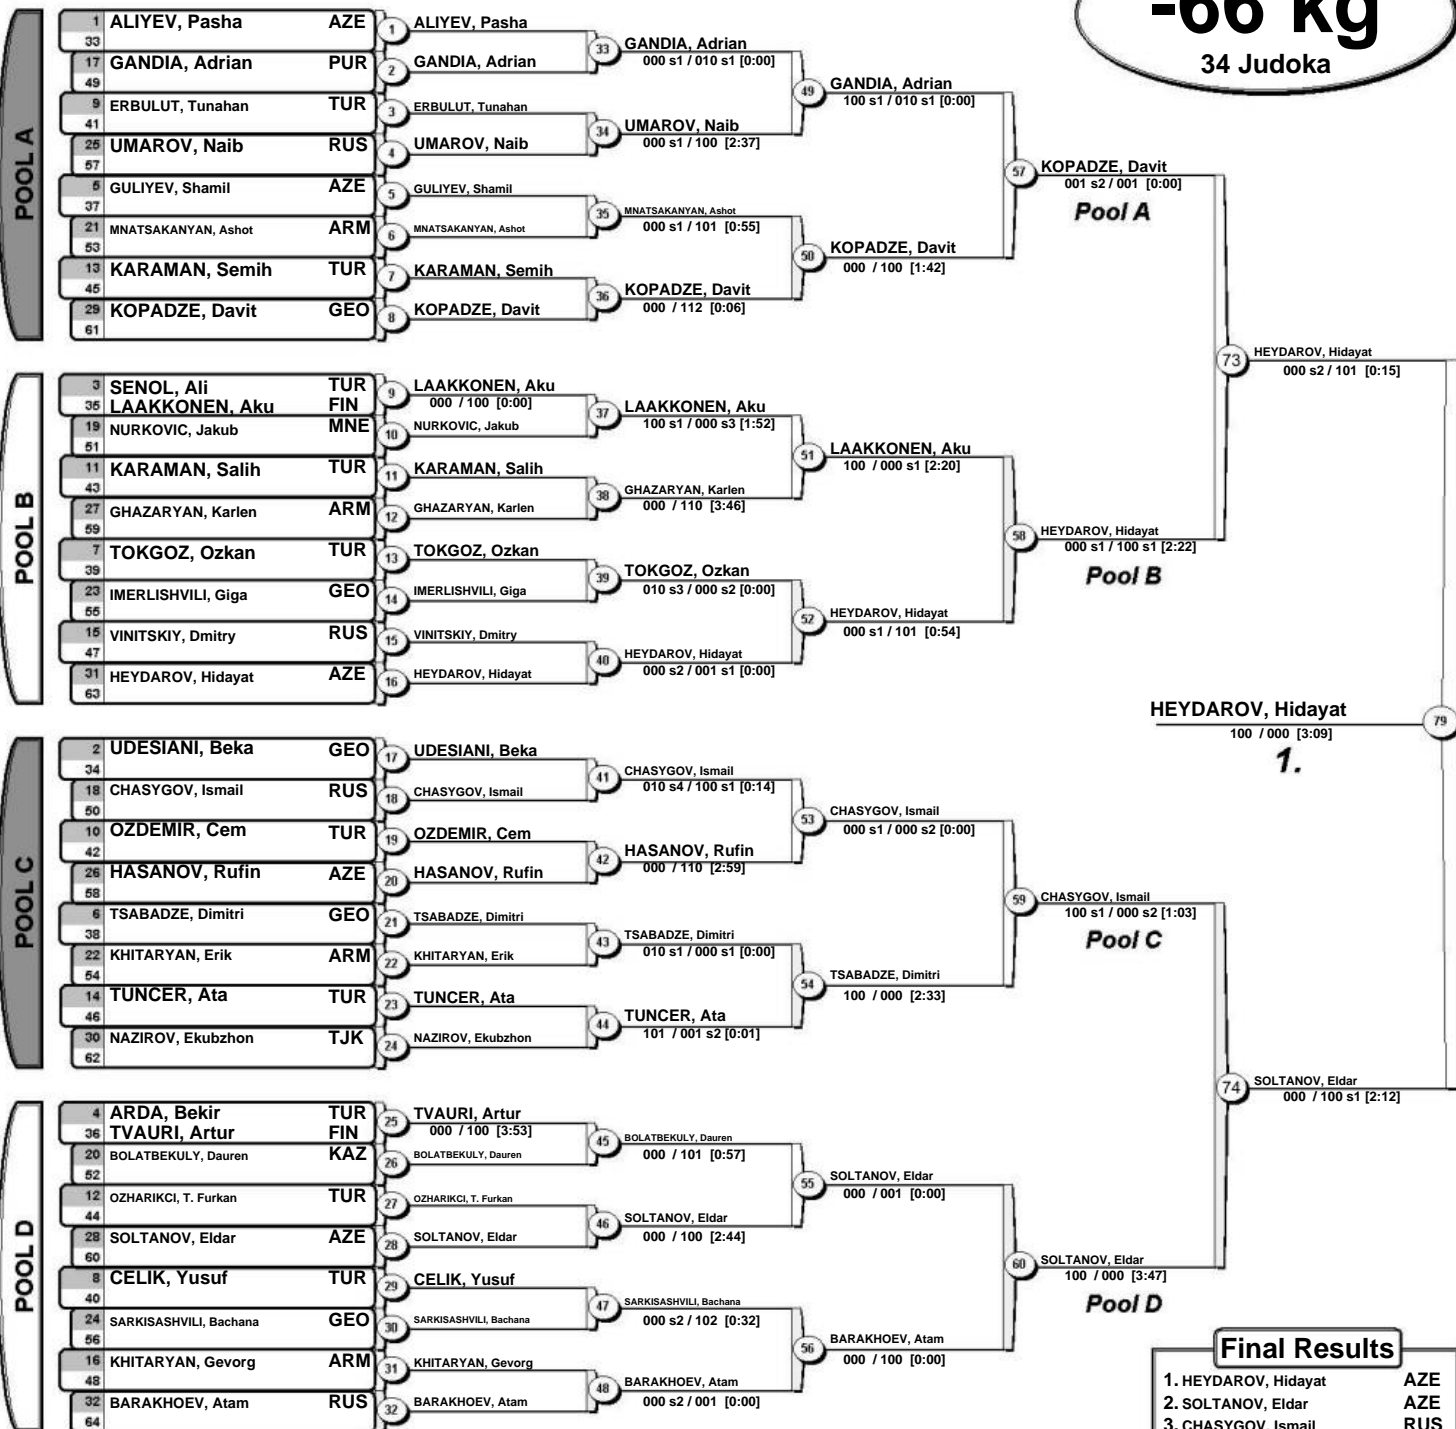 -66 kg
34 Judoka
POOL A
1 ALIYEV, Pasha AZE
33
17 GANDIA, Adrian PUR
49
9 ERBULUT, Tunahan TUR
41
25 UMAROV, Naib RUS
57
5 GULIYEV, Shamil AZE
37
21 MNATSAKANYAN, Ashot ARM
53
13 KARAMAN, Semih TUR
45
29 KOPADZE, Davit GEO
61
1 ALIYEV, Pasha
2 GANDIA, Adrian
3 ERBULUT, Tunahan
4 UMAROV, Naib
5 GULIYEV, Shamil
6 MNATSAKANYAN, Ashot
7 KARAMAN, Semih
8 KOPADZE, Davit
33 GANDIA, Adrian
000 s1 / 010 s1 [0:00]
34 UMAROV, Naib
000 s1 / 100 [2:37]
35 MNATSAKANYAN, Ashot
000 s1 / 101 [0:55]
36 KOPADZE, Davit
000 / 112 [0:06]
49 GANDIA, Adrian
100 s1 / 010 s1 [0:00]
50 KOPADZE, Davit
000 / 100 [1:42]
57 KOPADZE, Davit
001 s2 / 001 [0:00]
Pool A
POOL B
3 SENOL, Ali TUR
35 LAAKKONEN, Aku FIN
19 NURKOVIC, Jakub MNE
51
11 KARAMAN, Salih TUR
43
27 GHAZARYAN, Karlen ARM
59
7 TOKGOZ, Ozkan TUR
39
23 IMERLISHVILI, Giga GEO
55
15 VINITSKIY, Dmitry RUS
47
31 HEYDAROV, Hidayat AZE
63
9 LAAKKONEN, Aku
000 / 100 [0:00]
10 NURKOVIC, Jakub
11 KARAMAN, Salih
12 GHAZARYAN, Karlen
13 TOKGOZ, Ozkan
14 IMERLISHVILI, Giga
15 VINITSKIY, Dmitry
16 HEYDAROV, Hidayat
37 LAAKKONEN, Aku
100 s1 / 000 s3 [1:52]
38 GHAZARYAN, Karlen
000 / 110 [3:46]
39 TOKGOZ, Ozkan
010 s3 / 000 s2 [0:00]
40 HEYDAROV, Hidayat
000 s2 / 001 s1 [0:00]
51 LAAKKONEN, Aku
100 / 000 s1 [2:20]
52 HEYDAROV, Hidayat
000 s1 / 101 [0:54]
58 HEYDAROV, Hidayat
000 s1 / 100 s1 [2:22]
Pool B
73 HEYDAROV, Hidayat
000 s2 / 101 [0:15]
HEYDAROV, Hidayat 79
100 / 000 [3:09]
1.
POOL C
2 UDESIANI, Beka GEO
34
18 CHASYGOV, Ismail RUS
50
10 OZDEMIR, Cem TUR
42
26 HASANOV, Rufin AZE
58
6 TSABADZE, Dimitri GEO
38
22 KHITARYAN, Erik ARM
54
14 TUNCER, Ata TUR
46
30 NAZIROV, Ekubzhon TJK
62
17 UDESIANI, Beka
18 CHASYGOV, Ismail
19 OZDEMIR, Cem
20 HASANOV, Rufin
21 TSABADZE, Dimitri
22 KHITARYAN, Erik
23 TUNCER, Ata
24 NAZIROV, Ekubzhon
41 CHASYGOV, Ismail
010 s4 / 100 s1 [0:14]
42 HASANOV, Rufin
000 / 110 [2:59]
43 TSABADZE, Dimitri
010 s1 / 000 s1 [0:00]
44 TUNCER, Ata
101 / 001 s2 [0:01]
53 CHASYGOV, Ismail
000 s1 / 000 s2 [0:00]
54 TSABADZE, Dimitri
100 / 000 [2:33]
59 CHASYGOV, Ismail
100 s1 / 000 s2 [1:03]
Pool C
POOL D
4 ARDA, Bekir TUR
36 TVAURI, Artur FIN
20 BOLATBEKULY, Dauren KAZ
52
12 OZHARIKCI, T. Furkan TUR
44
28 SOLTANOV, Eldar AZE
60
8 CELIK, Yusuf TUR
40
24 SARKISASHVILI, Bachana GEO
56
16 KHITARYAN, Gevorg ARM
48
32 BARAKHOEV, Atam RUS
64
25 TVAURI, Artur
000 / 100 [3:53]
26 BOLATBEKULY, Dauren
27 OZHARIKCI, T. Furkan
28 SOLTANOV, Eldar
29 CELIK, Yusuf
30 SARKISASHVILI, Bachana
31 KHITARYAN, Gevorg
32 BARAKHOEV, Atam
45 BOLATBEKULY, Dauren
000 / 101 [0:57]
46 SOLTANOV, Eldar
000 / 100 [2:44]
47 SARKISASHVILI, Bachana
000 s2 / 102 [0:32]
48 BARAKHOEV, Atam
000 s2 / 001 [0:00]
55 SOLTANOV, Eldar
000 / 001 [0:00]
56 BARAKHOEV, Atam
000 / 100 [0:00]
60 SOLTANOV, Eldar
100 / 000 [3:47]
Pool D
74 SOLTANOV, Eldar
000 / 100 s1 [2:12]
Final Results
1. HEYDAROV, Hidayat AZE
2. SOLTANOV, Eldar AZE
3. CHASYGOV, Ismail RUS